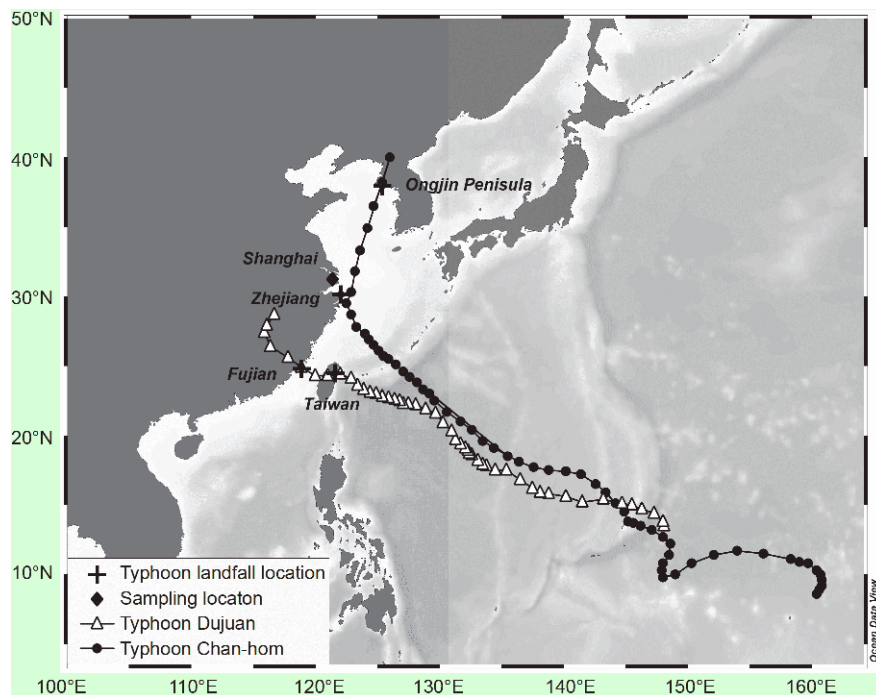 50°N
40°N
Ongjin Penisula
Shanghai
30°N
Zhejiang
Fujian
Taiwan
20°N
10°N
Typhoon landfall location
Sampling locaton
Typhoon Dujuan
Typhoon Chan-hom
Ocean Data View
100°E 110°E 120°E 130°E 140°E 150°E 160°E